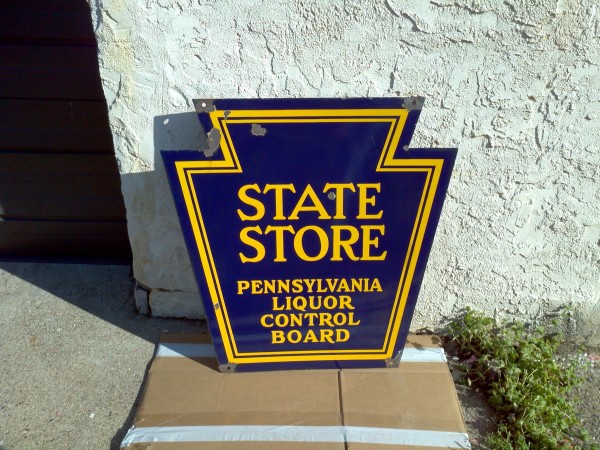 STATE
STORE
PENNSYLVANIA
LIQUOR
CONTROL
BOARD